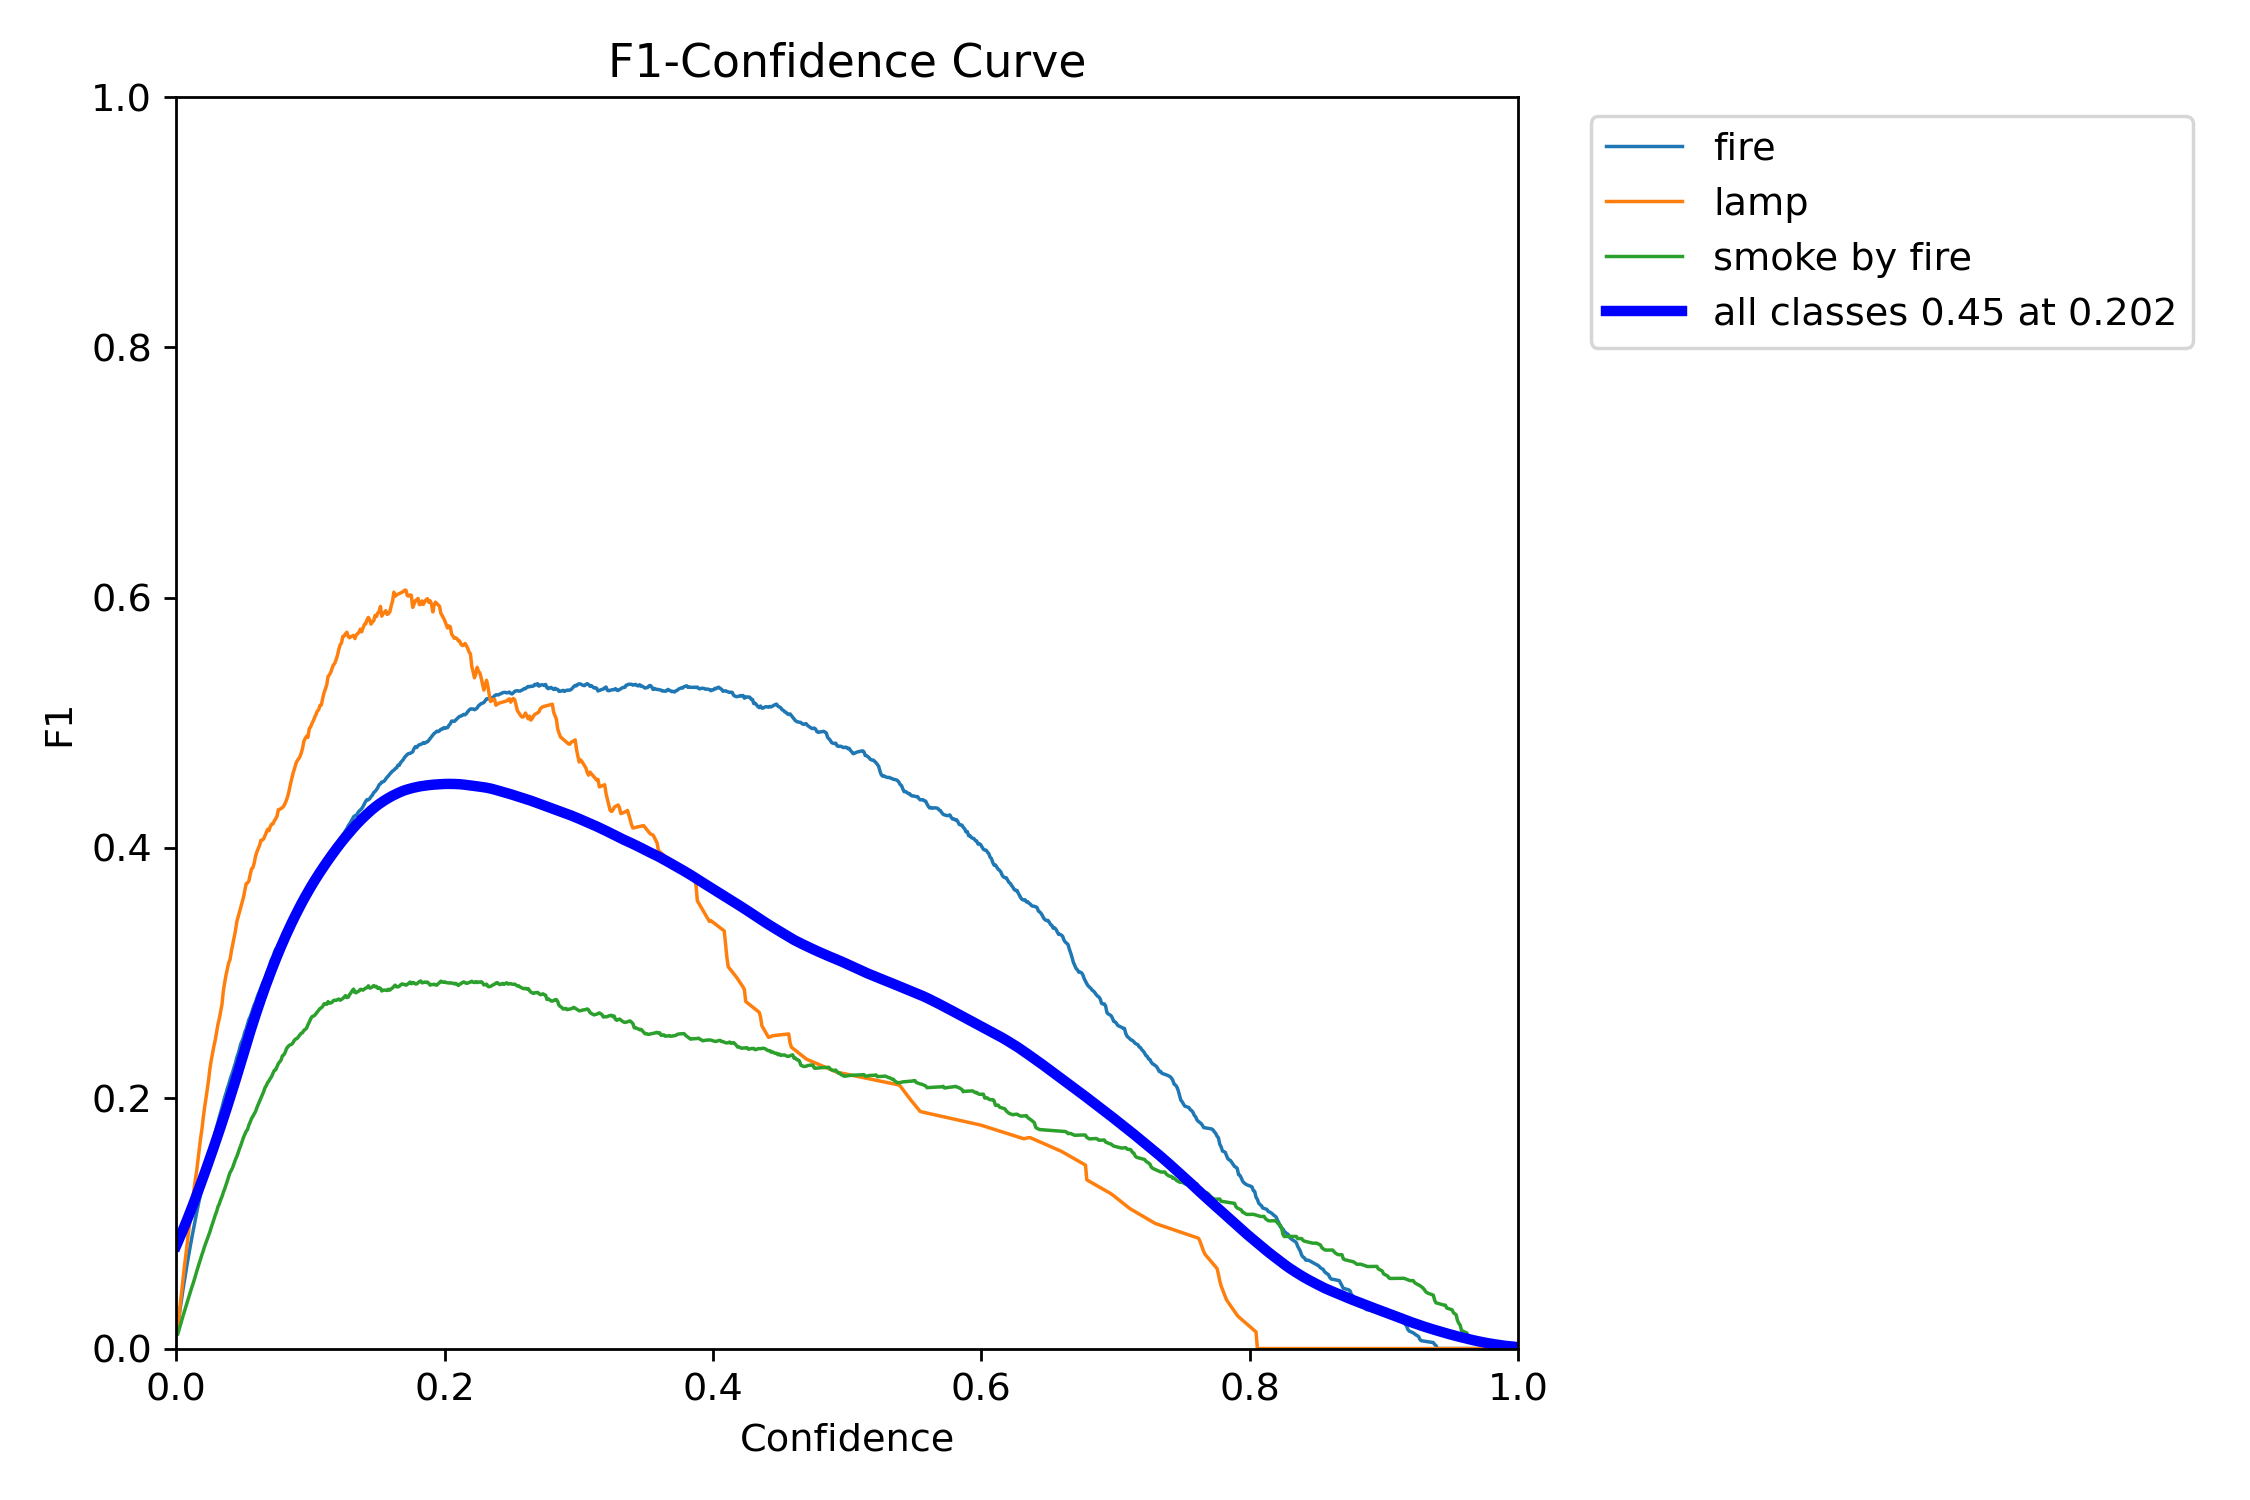 F1-Confidence Curve
1.0
0.8
0.6
0.4
0.2
0.0
F1
0.0 0.2 0.4 0.6 0.8 1.0
Confidence
fire
lamp
smoke by fire
all classes 0.45 at 0.202